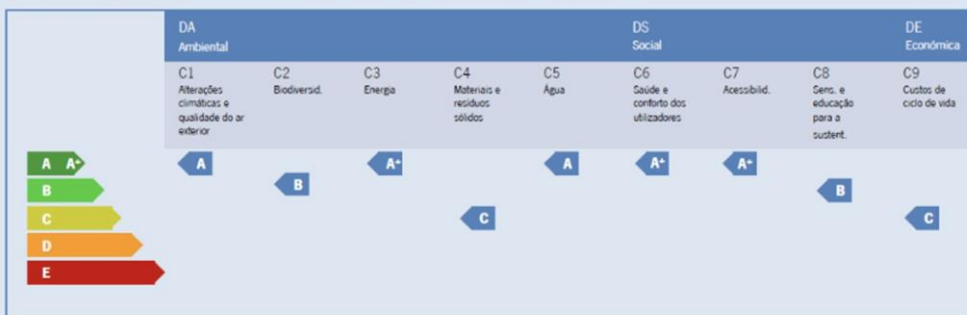 DA
Ambiental
DS
Social
DE
Económica
C1
Alterações
climáticas e
qualidade do ar
exterior
C2
Biodiversid.
C3
Energia
C4
Materiais e
resíduos
sólidos
C5
Água
C6
Saúde e
conforto dos
utilizadores
C7
Acessibilid.
C8
Sens. e
educação
para a
sustent.
C9
Custos de
ciclo de vida
A A+
A
A+
A
A+
A+
B
B
B
C
C
C
D
E